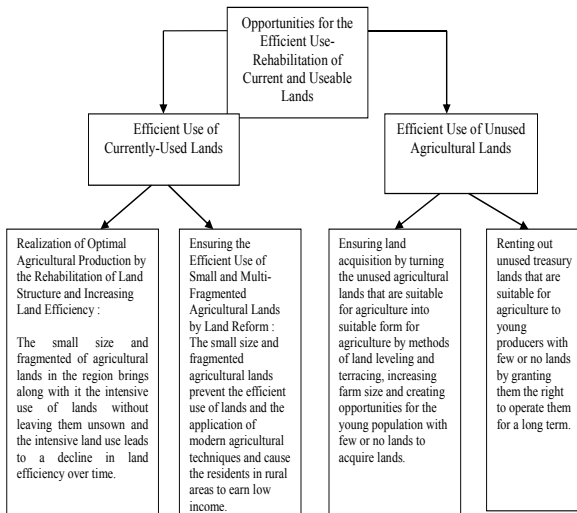 Opportunities for the
Efficient Use-
Rehabilitation of
Current and Useable
Lands
Efficient Use of
Currently-Used Lands
Efficient Use of Unused
Agricultural Lands
Realization of Optimal
Agricultural Production by
the Rehabilitation of Land
Structure and Increasing
Land Efficiency :
The small size and
fragmented of agricultural
lands in the region brings
along with it the intensive
use of lands without
leaving them unsown and
the intensive land use leads
to a decline in land
efficiency over time.
Ensuring the
Efficient Use of
Small and Multi-
Fragmented
Agricultural Lands
by Land Reform :
The small size and
fragmented
agricultural lands
prevent the efficient
use of lands and the
application of
modern agricultural
techniques and cause
the residents in rural
areas to earn low
income.
Ensuring land
acquisition by turning
the unused agricultural
lands that are suitable
for agriculture into
suitable form for
agriculture by methods
of land leveling and
terracing, increasing
farm size and creating
opportunities for the
young population with
few or no lands to
acquire lands.
Renting out
unused treasury
lands that are
suitable for
agriculture to
young
producers with
few or no lands
by granting
them the right
to operate them
for a long term.